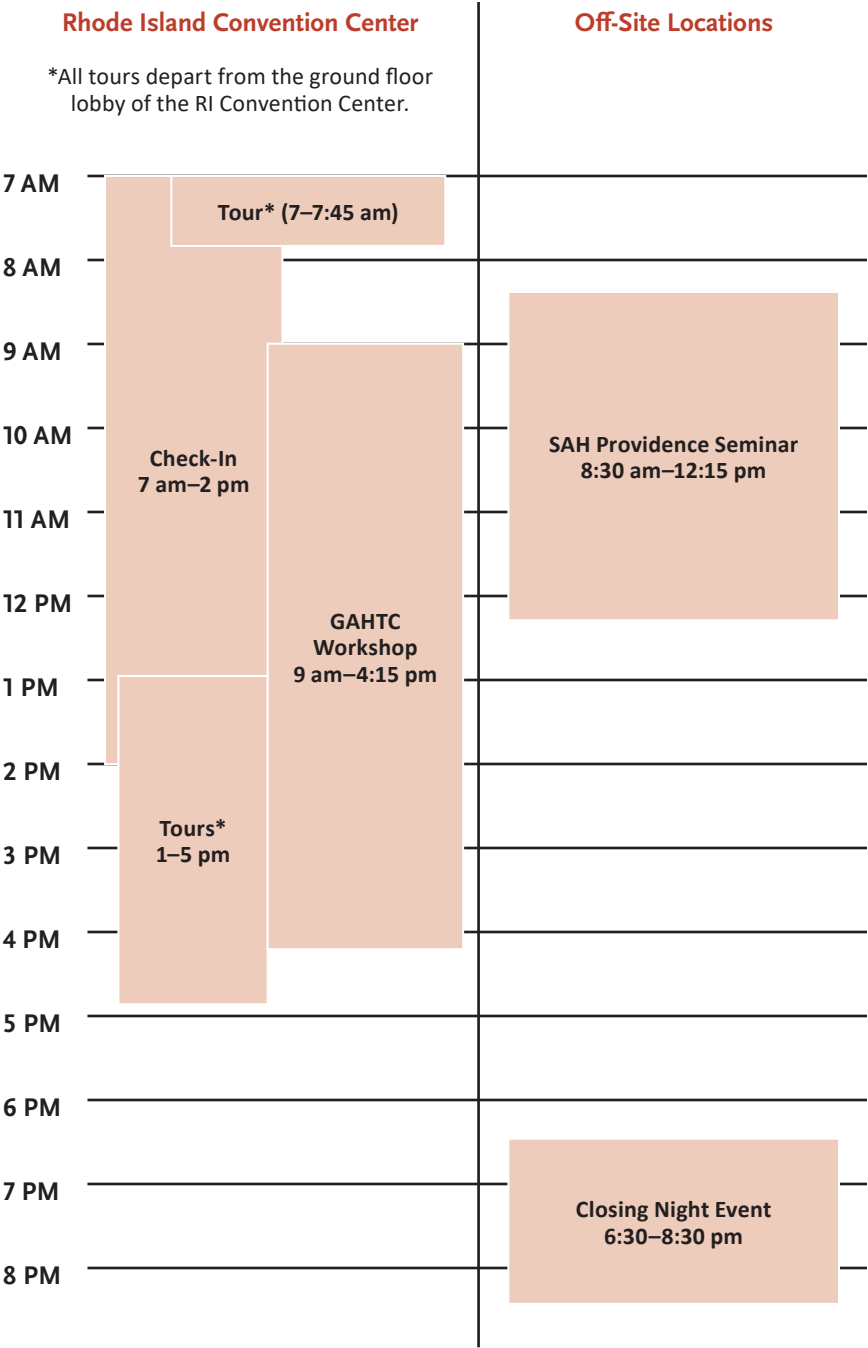 Rhode Island Convention Center
*All tours depart from the ground floor
lobby of the RI Convention Center.
Off-Site Locations
7 AM
Tour* (7–7:45 am)
8 AM
9 AM
10 AM
Check-In
7 am–2 pm
SAH Providence Seminar
8:30 am–12:15 pm
11 AM
12 PM
GAHTC
Workshop
9 am–4:15 pm
1 PM
2 PM
Tours*
1–5 pm
3 PM
4 PM
5 PM
6 PM
7 PM
Closing Night Event
6:30–8:30 pm
8 PM